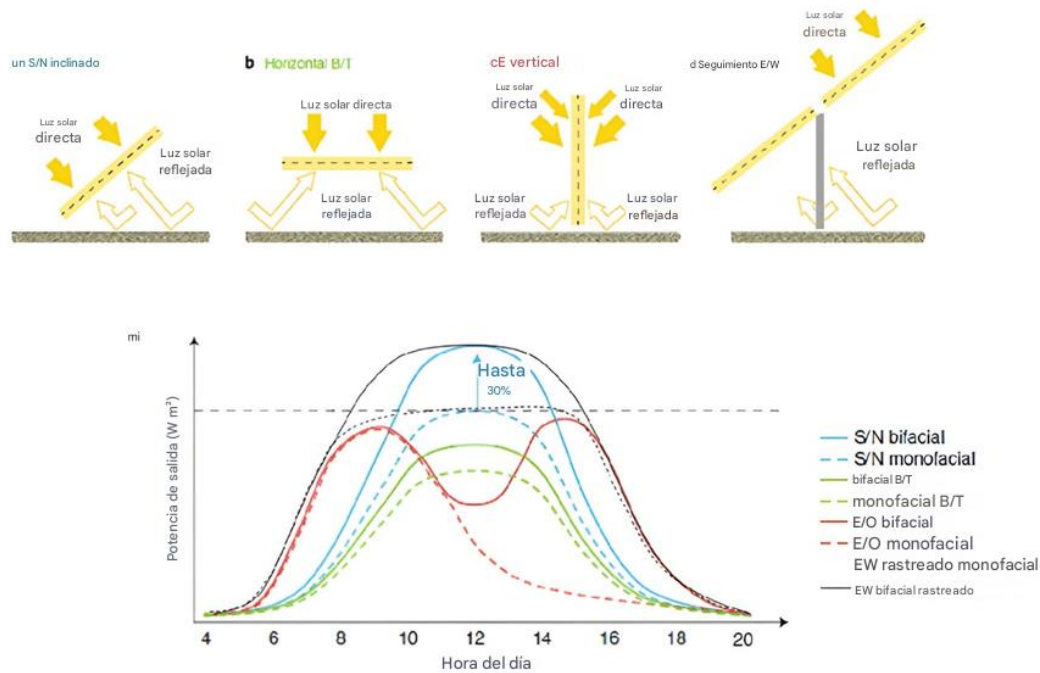 un S/N inclinado
Luz solar
directa
Luz solar
reflejada
b Horizontal B/T
Luz solar directa
Luz solar
reflejada
cE vertical
Luz solar
directa
Luz solar
directa
Luz solar
reflejada
Luz solar
reflejada
d Seguimiento E/W
Luz solar
directa
Luz solar
reflejada
mi
Potencia de salida (W m²)
Hasta
30%
4 6 8 10 12 14 16 18 20
Hora del día
S/N bifacial
S/N monofacial
bifacial B/T
monofacial B/T
E/O bifacial
E/O monofacial
EW rastreado monofacial
EW bifacial rastreado